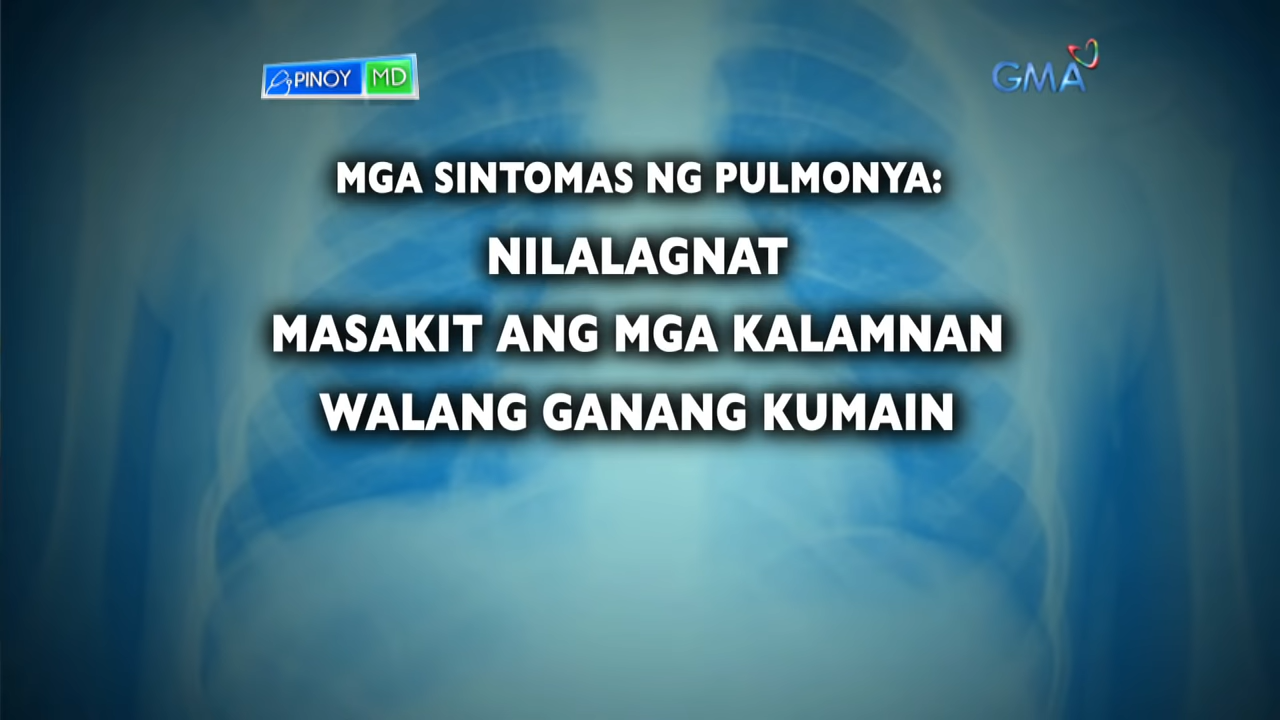 PINOY MD
GMA
MGA SINTOMAS NG PULMONYA:
NILALAGNAT
MASAKIT ANG MGA KALAMNAN
WALANG GANANG KUMAIN